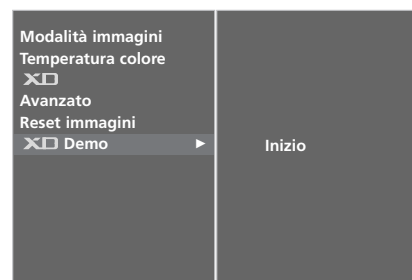 Modalità immagini
Temperatura colore
XD
Avanzato
Reset immagini
XD Demo ►
Inizio